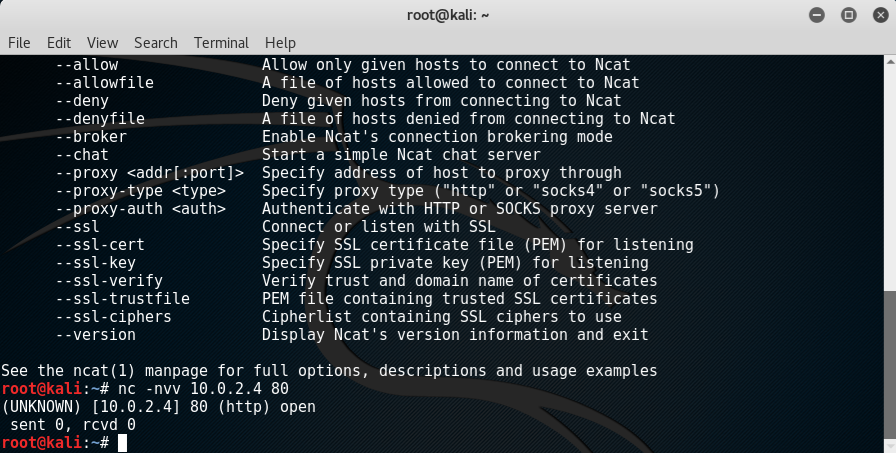 root@kali: ~
File Edit View Search Terminal Help
--allow Allow only given hosts to connect to Ncat
--allowfile A file of hosts allowed to connect to Ncat
--deny Deny given hosts from connecting to Ncat
--denyfile A file of hosts denied from connecting to Ncat
--broker Enable Ncat's connection brokering mode
--chat Start a simple Ncat chat server
--proxy <addr[:port]> Specify address of host to proxy through
--proxy-type <type> Specify proxy type ("http" or "socks4" or "socks5")
--proxy-auth <auth> Authenticate with HTTP or SOCKS proxy server
--ssl Connect or listen with SSL
--ssl-cert Specify SSL certificate file (PEM) for listening
--ssl-key Specify SSL private key (PEM) for listening
--ssl-verify Verify trust and domain name of certificates
--ssl-trustfile PEM file containing trusted SSL certificates
--ssl-ciphers Cipherlist containing SSL ciphers to use
--version Display Ncat's version information and exit
See the ncat(1) manpage for full options, descriptions and usage examples
root@kali:~# nc -nvv 10.0.2.4 80
(UNKNOWN) [10.0.2.4] 80 (http) open
sent 0, rcvd 0
root@kali:~#